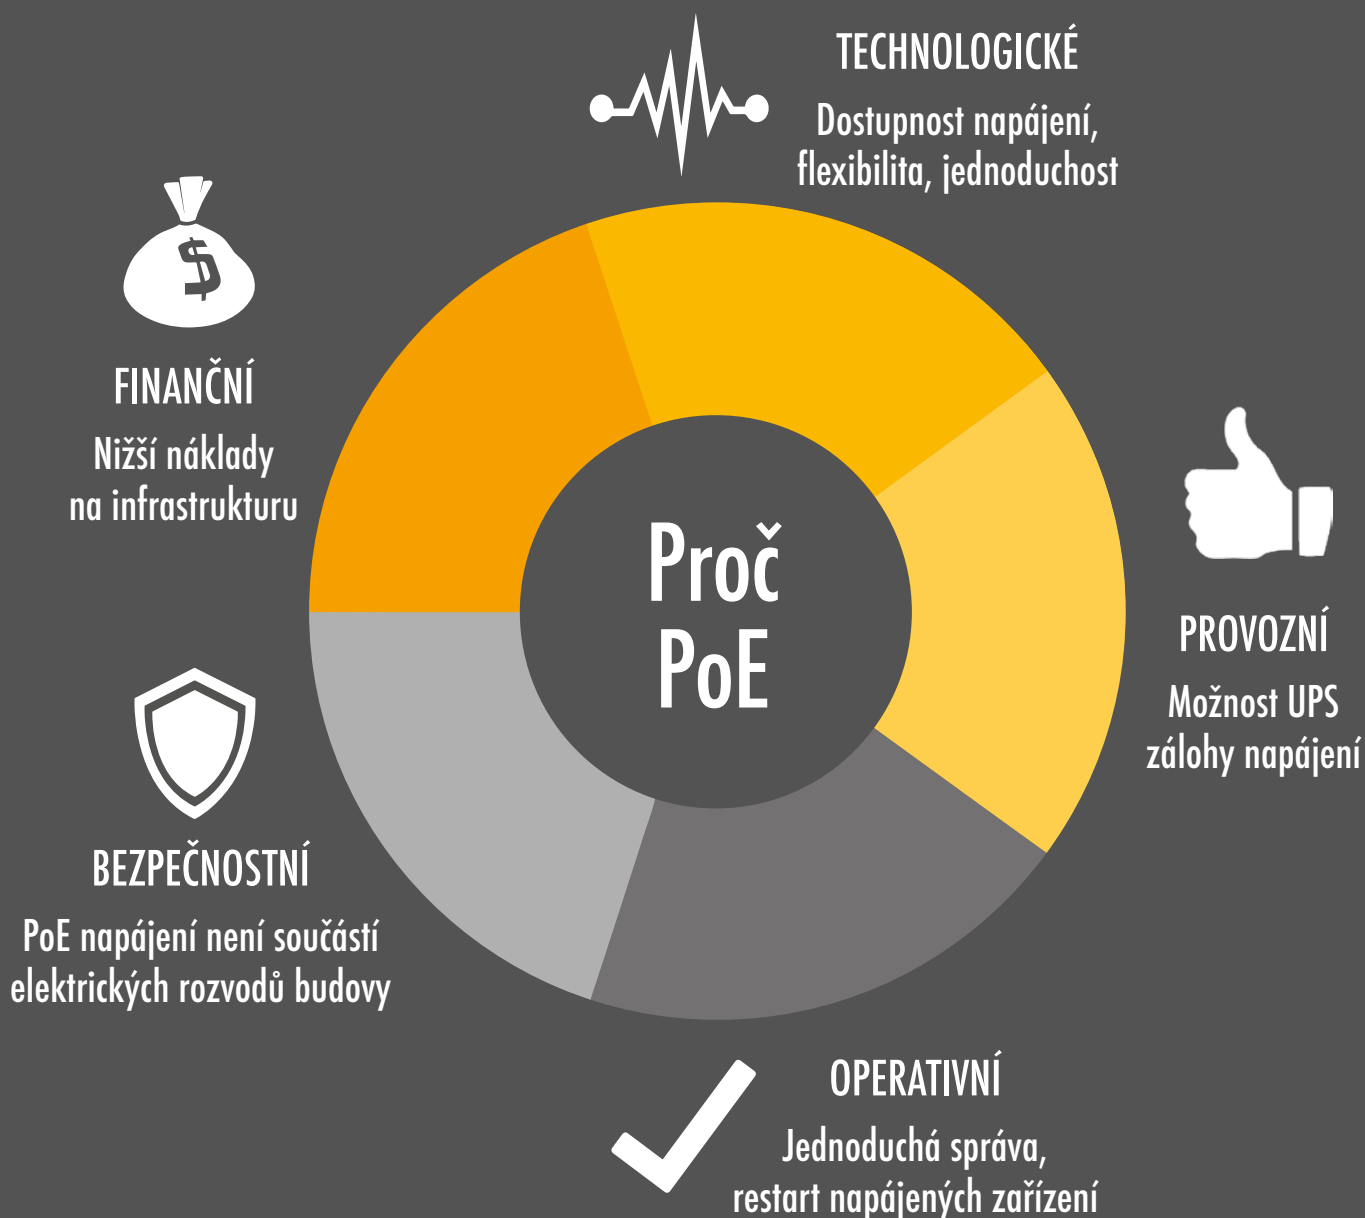 TECHNOLOGICKÉ
Dostupnost napájení,
flexibilita, jednoduchost
$
FINANČNÍ
Nižší náklady
na infrastrukturu
Proč
PoE
PROVOZNÍ
Možnost UPS
zálohy napájení
BEZPEČNOSTNÍ
PoE napájení není součástí
elektrických rozvodů budovy
OPERATIVNÍ
Jednoduchá správa,
restart napájených zařízení